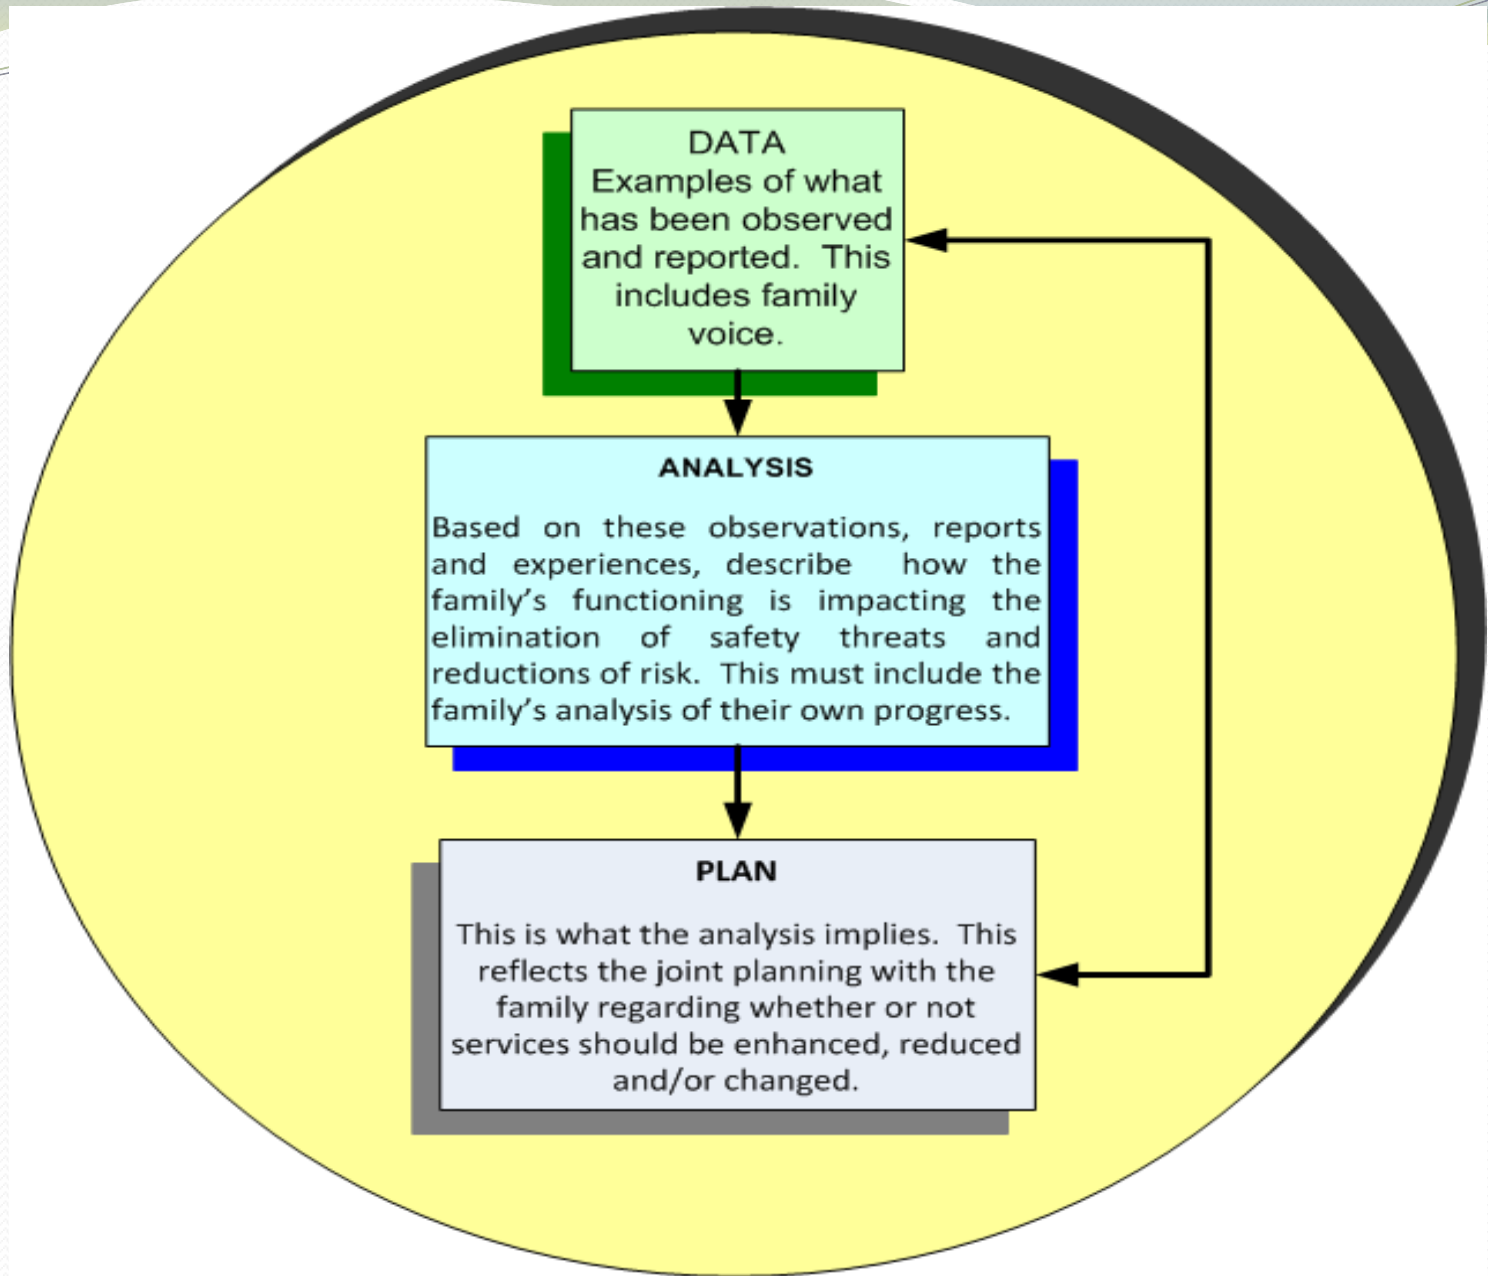 DATA
Examples of what
has been observed
and reported.  This
includes family
voice.
ANALYSIS
Based on these observations, reports
and experiences, describe how the
family’s functioning is impacting the
elimination of safety threats and
reductions of risk.  This must include the
family’s analysis of their own progress.
PLAN
This is what the analysis implies.  This
reflects the joint planning with the
family regarding whether or not
services should be enhanced, reduced
and/or changed.